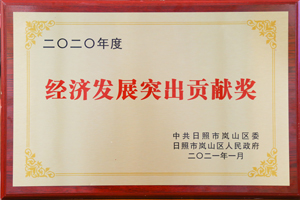 二〇二〇年度
经济发展突出贡献奖
中共日照市岚山区委
日照市岚山区人民政府
二〇二一年一月